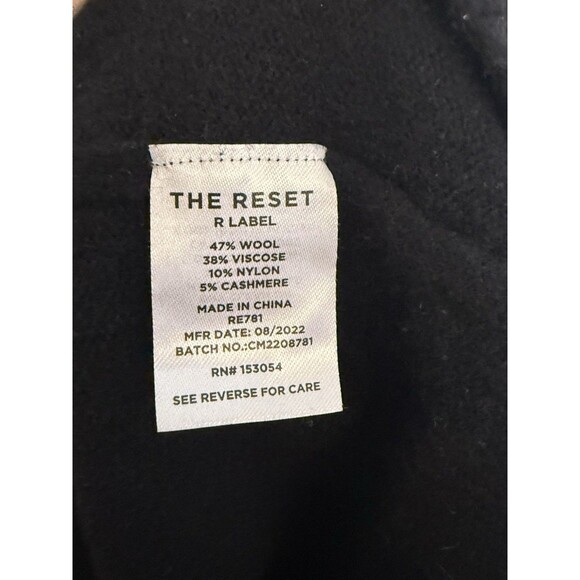 THE RESET
R LABEL
47% WOOL
38% VISCOSE
10% NYLON
5% CASHMERE
MADE IN CHINA
RE781
MFR DATE: 08/2022
BATCH NO.:CM2208781
RN# 153054
SEE REVERSE FOR CARE